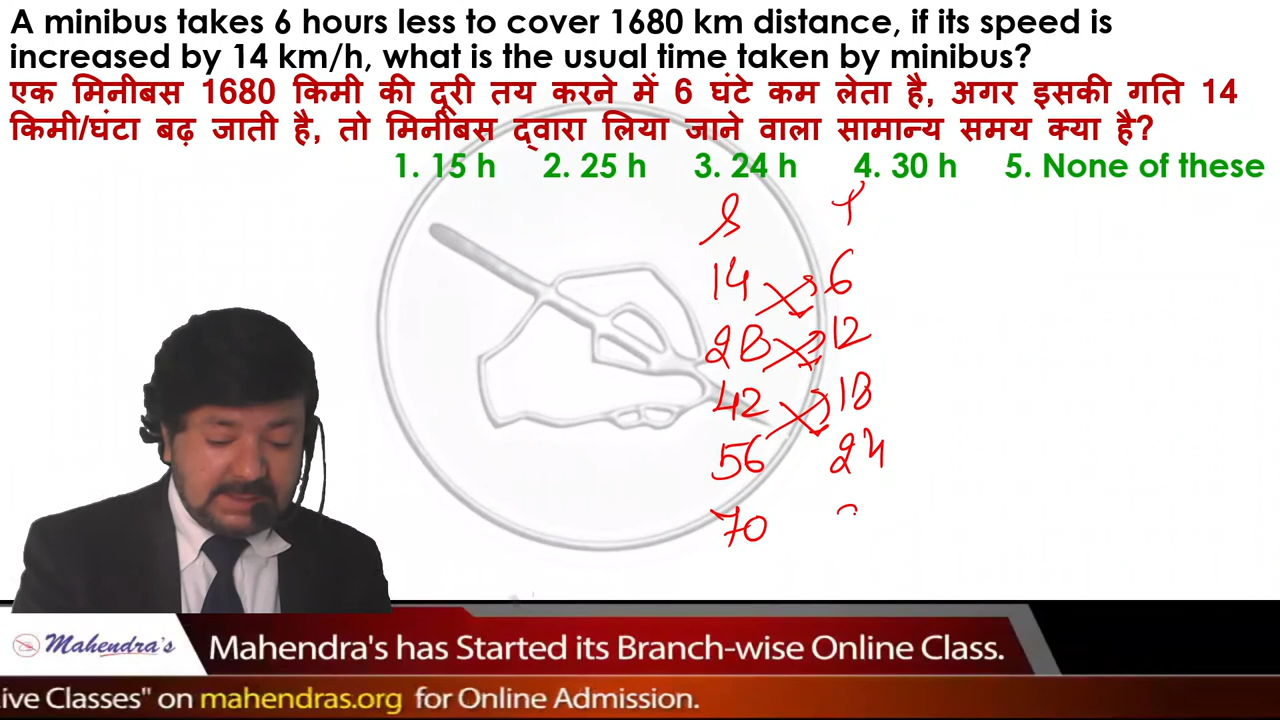 A minibus takes 6 hours less to cover 1680 km distance, if its speed is
increased by 14 km/h, what is the usual time taken by minibus?
एक मिनीबस 1680 किमी की दूरी तय करने में 6 घंटे कम लेता है, अगर इसकी गति 14
किमी/घंटा बढ़ जाती है, तो मिनीबस द्वारा लिया जाने वाला सामान्य समय क्या है?
1. 15 h 2. 25 h 3. 24 h 4. 30 h 5. None of these
S T
14 6
28 12
42 18
56 24
70
Mahendra's
Mahendra's has Started its Branch-wise Online Class.
ive Classes" on mahendras.org for Online Admission.